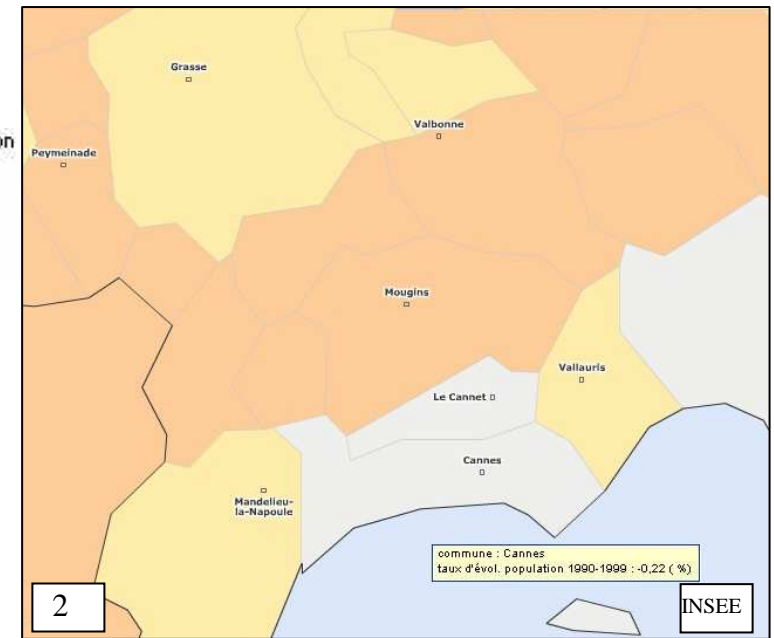 Grasse
Valbonne
on
Peymeinade
Mougins
Vallauris
Le Cannet
Cannes
Mandelieu-
la-Napoule
commune : Cannes
taux d'évol. population 1990-1999 : -0,22 ( %)
2
INSEE